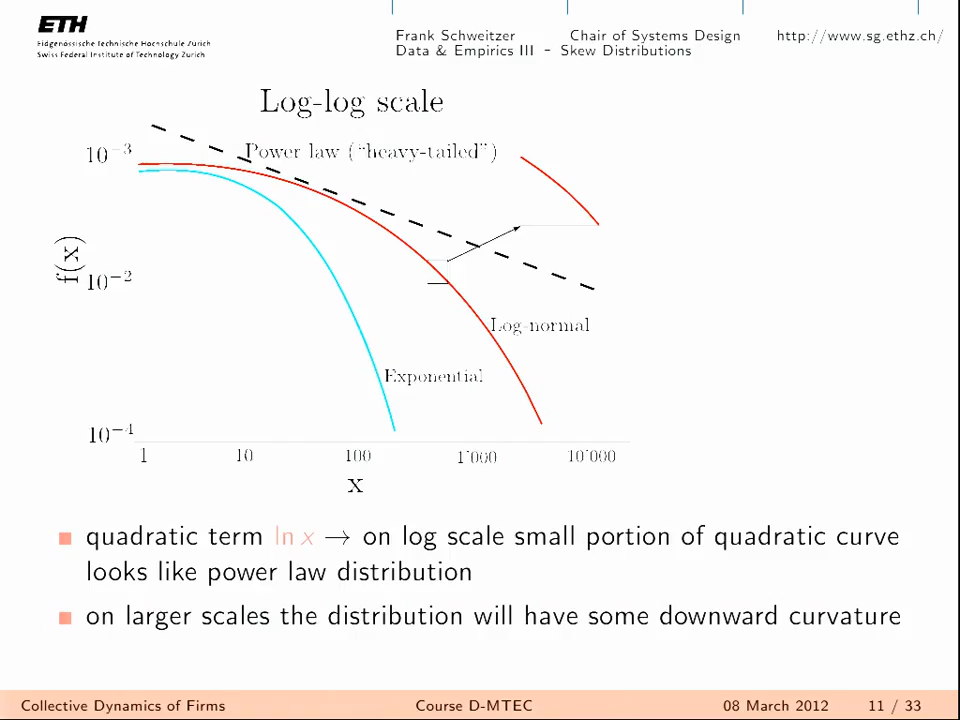 ETH
Eidgenössische Technische Hochschule Zürich
Swiss Federal Institute of Technology Zurich
Frank Schweitzer Chair of Systems Design http://www.sg.ethz.ch/
Data & Empirics III – Skew Distributions
Log-log scale
Power law (“heavy-tailed”)
10⁻³
f(x)
10⁻²
Log-normal
Exponential
10⁻⁴
1 10 100 1'000 10'000
x
quadratic term ln x → on log scale small portion of quadratic curve
looks like power law distribution
on larger scales the distribution will have some downward curvature
Collective Dynamics of Firms Course D-MTEC 08 March 2012 11 / 33